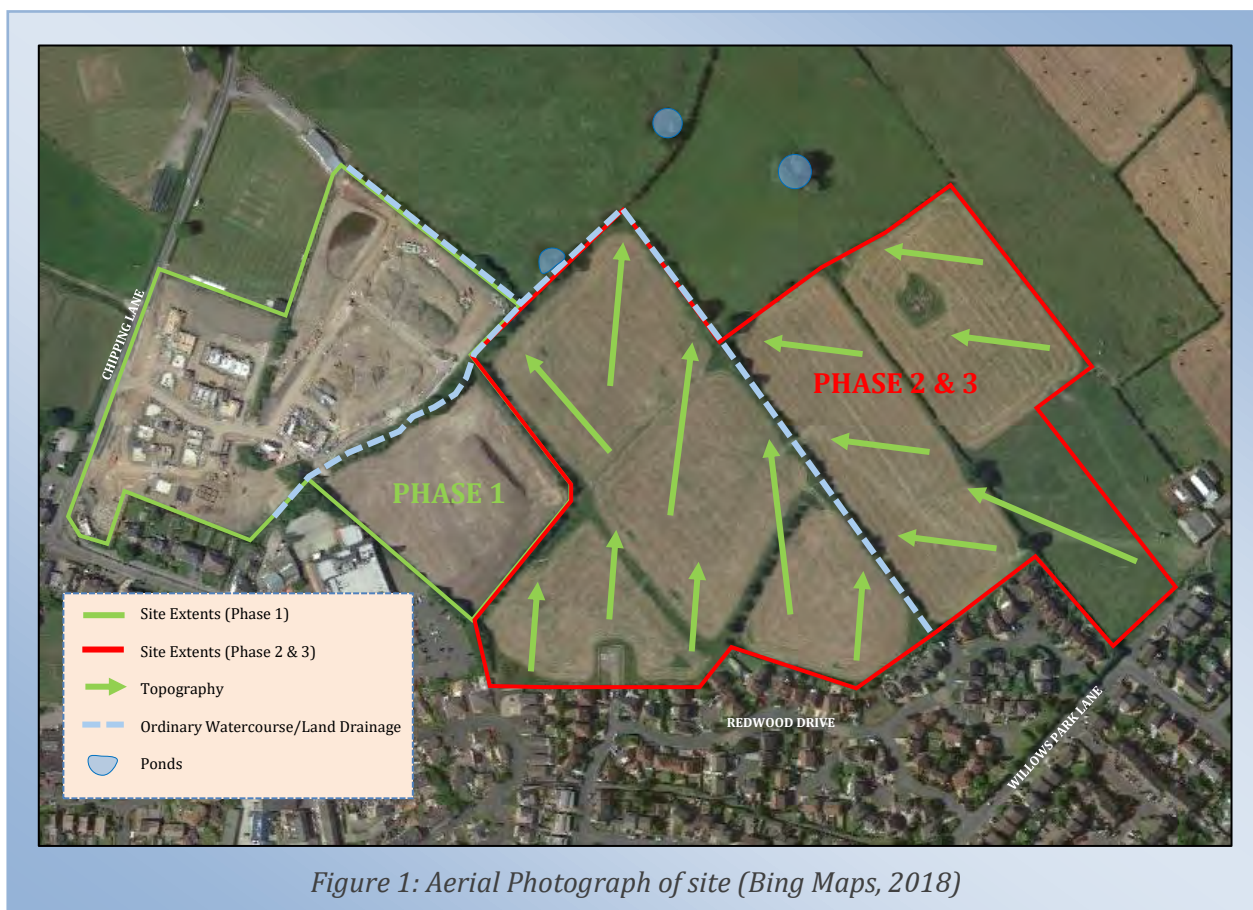 CHIPPING LANE
PHASE 1
PHASE 2 & 3
REDWOOD DRIVE
WILLOWS PARK LANE
Site Extents (Phase 1)
Site Extents (Phase 2 & 3)
Topography
Ordinary Watercourse/Land Drainage
Ponds
Figure 1: Aerial Photograph of site (Bing Maps, 2018)